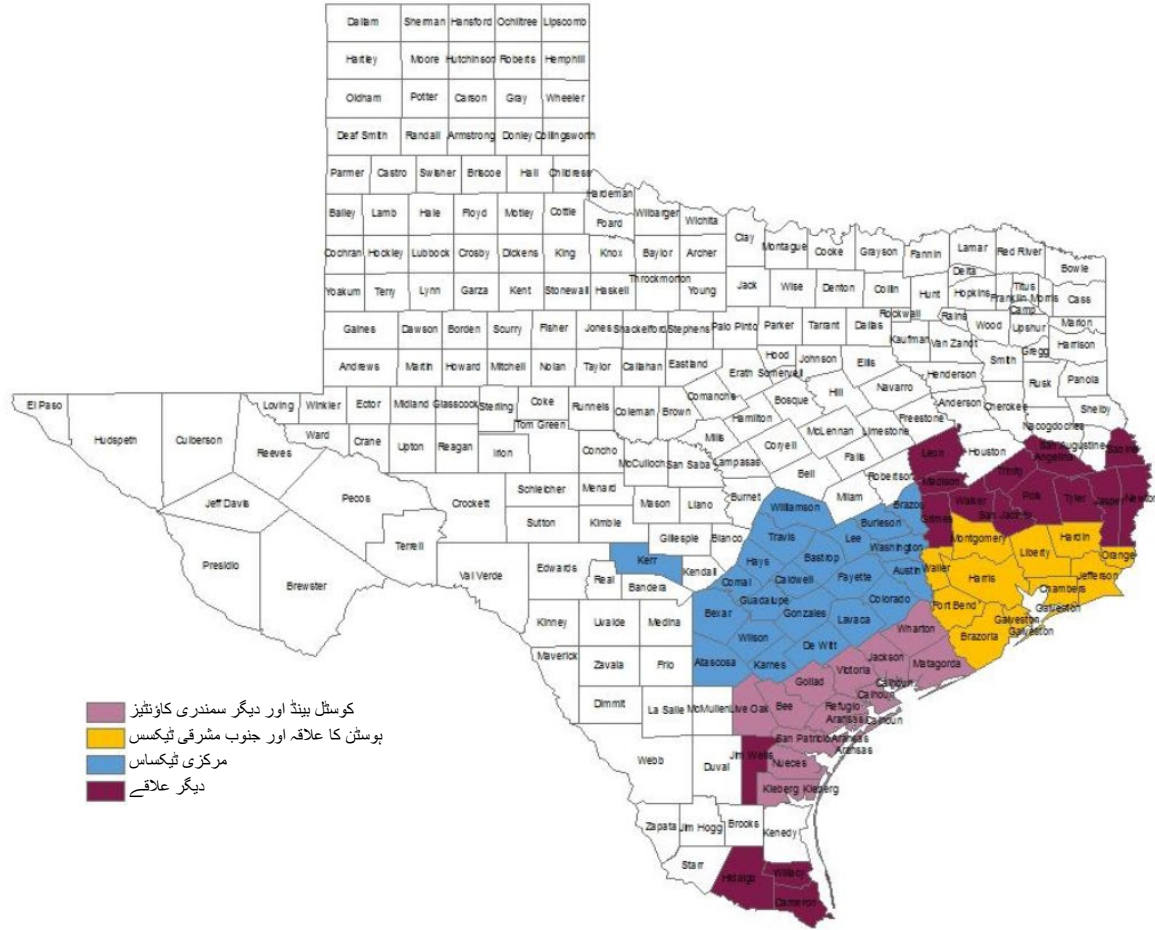 Dallam Sherman Hansford Ochiltree Lipscomb
Hartley Moore Hutchinson Roberts Hemphill
Oldham Potter Carson Gray Wheeler
Deaf Smith Randall Armstrong Donley Collingsworth
Parmer Castro Swisher Briscoe Hall Childress
Hardeman
Bailey Lamb Hale Floyd Motley Cottle Foard Wilbarger Wichita
Clay Montague Cooke Grayson Fannin Lamar Red River Bowie
Cochran Hockley Lubbock Crosby Dickens King Knox Baylor Archer
Delta Titus
Yoakum Terry Lynn Garza Kent Stonewall Haskell Throckmorton Young Jack Wise Denton Collin Hunt Hopkins Franklin Morris Cass
Rockwall Rains Camp
Gaines Dawson Borden Scurry Fisher Jones Shackelford Stephens Palo Pinto Parker Tarrant Dallas Kaufman Van Zandt Wood Upshur Marion
Gregg Harrison
Andrews Martin Howard Mitchell Nolan Taylor Callahan Eastland Erath Hood Somervell Johnson Ellis Henderson Smith Rusk Panola
El Paso Hudspeth Culberson Loving Winkler Ector Midland Glasscock Sterling Coke Runnels Coleman Brown Comanche Bosque Hill Navarro Anderson Cherokee Shelby
Reeves Ward Crane Upton Reagan Irion Tom Green Concho McCulloch San Saba Mills Hamilton Coryell McLennan Limestone Freestone Leon Houston Nacogdoches San Augustine Angelina Sabine
Jeff Davis Pecos Crockett Schleicher Menard Mason Llano Lampasas Burnet Bell Falls Milam Robertson Madison Trinity
Walker Polk Tyler Jasper Newton
Presidio Brewster Terrell Val Verde Sutton Kimble Gillespie Blanco Williamson Travis Lee Burleson Brazos Grimes San Jacinto
Edwards Kerr Real Bandera Kendall Hays Bastrop Washington Waller Montgomery Liberty Hardin Orange
Comal Caldwell Fayette Austin Harris Chambers Jefferson
Kinney Uvalde Medina Bexar Guadalupe Gonzales Lavaca Colorado Fort Bend Galveston
Galveston
Galveston
Maverick Zavala Frio Atascosa Wilson Karnes De Witt Wharton Brazoria
Dimmit La Salle McMullen Live Oak Bee Goliad Victoria Jackson Matagorda
Calhoun
Calhoun
Refugio Calhoun
Aransas
San Patricio Aransas
Aransas
Webb Duval Jim Wells Nueces
Kleberg Kleberg
Zapata Jim Hogg Brooks Kenedy
Starr Hidalgo Willacy
Cameron
کوسٹل بینڈ اور دیگر سمندری کاؤنٹیز
ہوسٹن کا علاقہ اور جنوب مشرقی ٹیکسس
مرکزی ٹیکساس
دیگر علاقے